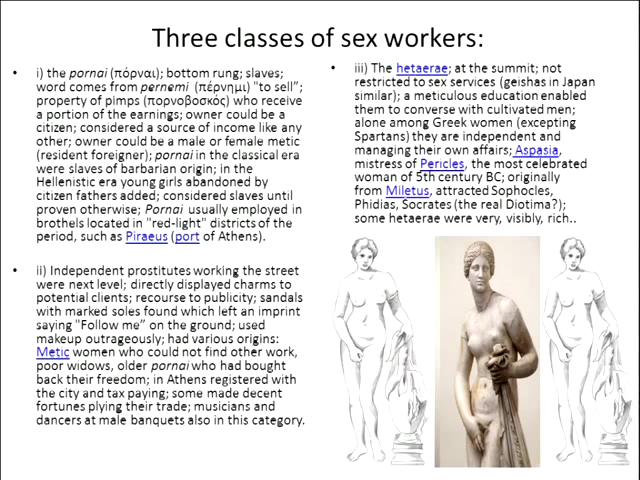 Three classes of sex workers:
i) the pornai (πόρναι); bottom rung; slaves;
word comes from pernemi (πέρνημι) "to sell";
property of pimps (πορνοβοσκός) who receive
a portion of the earnings; owner could be a
citizen; considered a source of income like any
other; owner could be a male or female metic
(resident foreigner); pornai in the classical era
were slaves of barbarian origin; in the
Hellenistic era young girls abandoned by
citizen fathers added; considered slaves until
proven otherwise; Pornai usually employed in
brothels located in "red-light" districts of the
period, such as Piraeus (port of Athens).
ii) Independent prostitutes working the street
were next level; directly displayed charms to
potential clients; recourse to publicity; sandals
with marked soles found which left an imprint
saying "Follow me" on the ground; used
makeup outrageously; had various origins:
Metic women who could not find other work,
poor widows, older pornai who had bought
back their freedom; in Athens registered with
the city and tax paying; some made decent
fortunes plying their trade; musicians and
dancers at male banquets also in this category.
iii) The hetaerae; at the summit; not
restricted to sex services (geishas in Japan
similar); a meticulous education enabled
them to converse with cultivated men;
alone among Greek women (excepting
Spartans) they are independent and
managing their own affairs; Aspasia,
mistress of Pericles, the most celebrated
woman of 5th century BC; originally
from Miletus, attracted Sophocles,
Phidias, Socrates (the real Diotima?);
some hetaerae were very, visibly, rich..